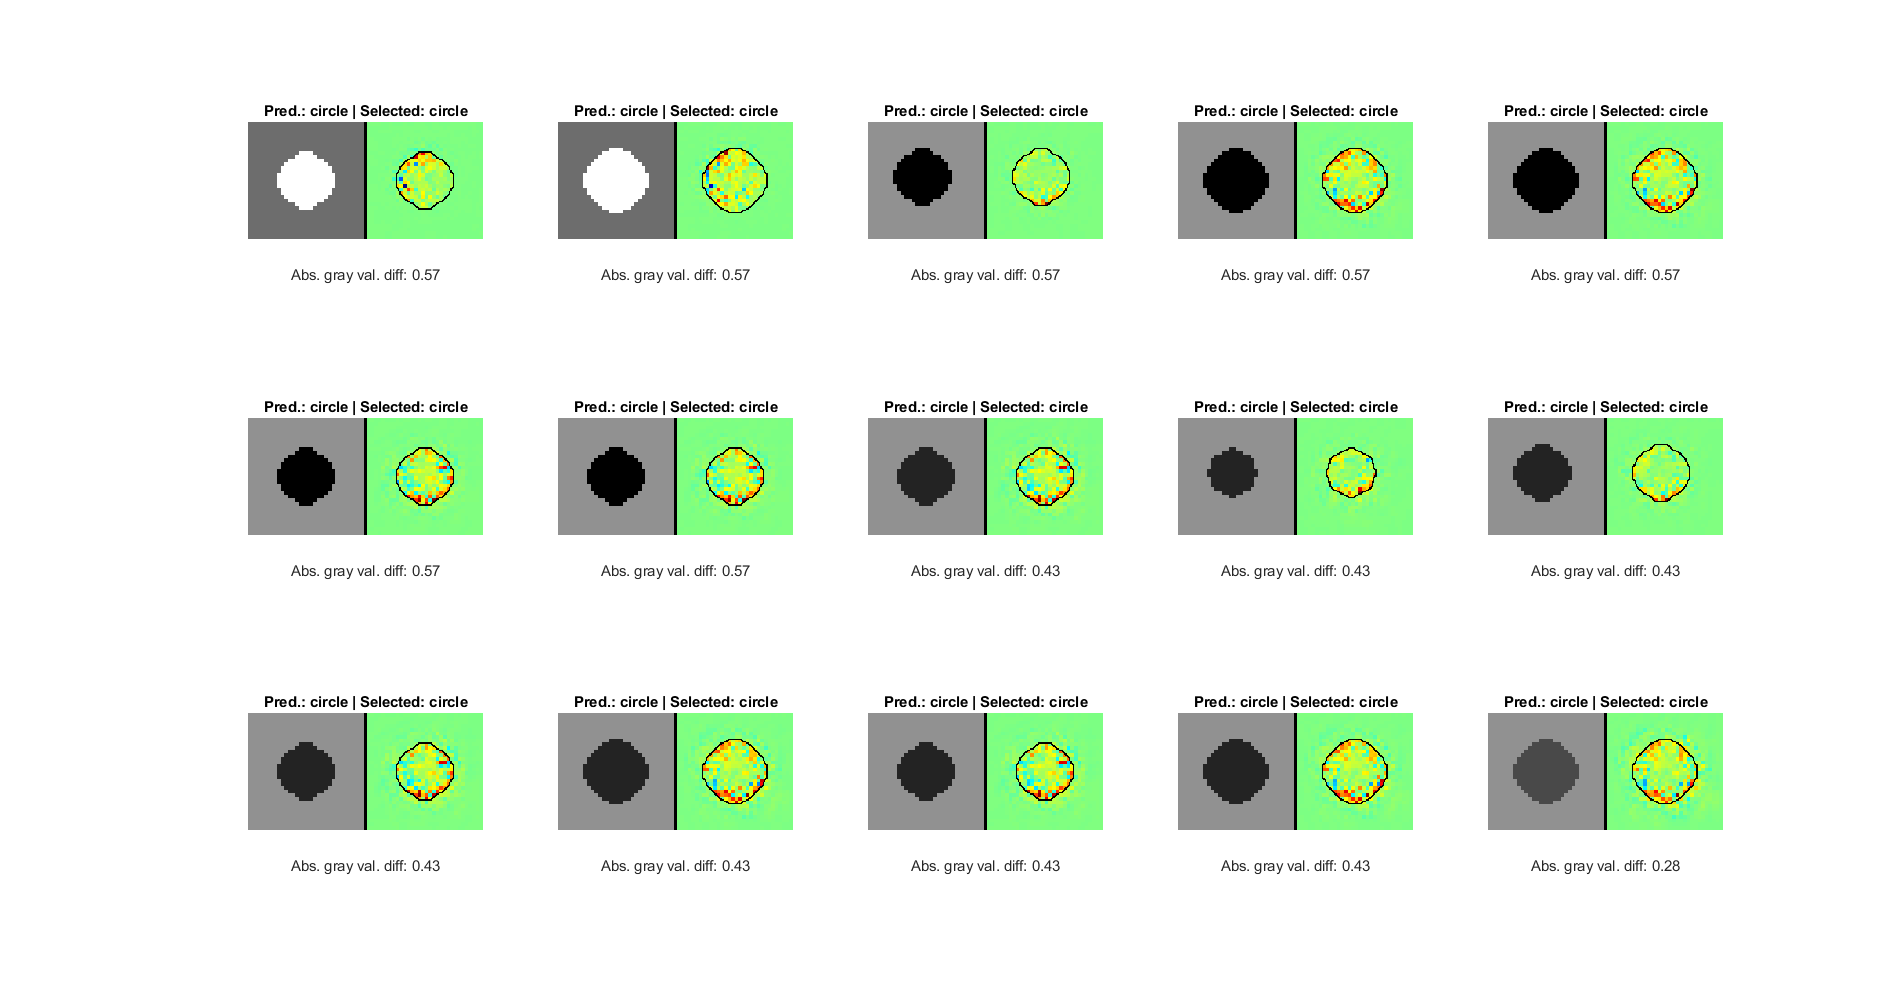 Pred.: circle | Selected: circle
Pred.: circle | Selected: circle
Pred.: circle | Selected: circle
Pred.: circle | Selected: circle
Pred.: circle | Selected: circle
Abs. gray val. diff: 0.57
Abs. gray val. diff: 0.57
Abs. gray val. diff: 0.57
Abs. gray val. diff: 0.57
Abs. gray val. diff: 0.57
Pred.: circle | Selected: circle
Pred.: circle | Selected: circle
Pred.: circle | Selected: circle
Pred.: circle | Selected: circle
Pred.: circle | Selected: circle
Abs. gray val. diff: 0.57
Abs. gray val. diff: 0.57
Abs. gray val. diff: 0.43
Abs. gray val. diff: 0.43
Abs. gray val. diff: 0.43
Pred.: circle | Selected: circle
Pred.: circle | Selected: circle
Pred.: circle | Selected: circle
Pred.: circle | Selected: circle
Pred.: circle | Selected: circle
Abs. gray val. diff: 0.43
Abs. gray val. diff: 0.43
Abs. gray val. diff: 0.43
Abs. gray val. diff: 0.43
Abs. gray val. diff: 0.28